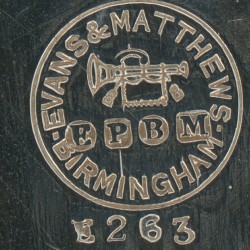 EVANS & MATTHEWS
E P B M
BIRMINGHAM
E 263